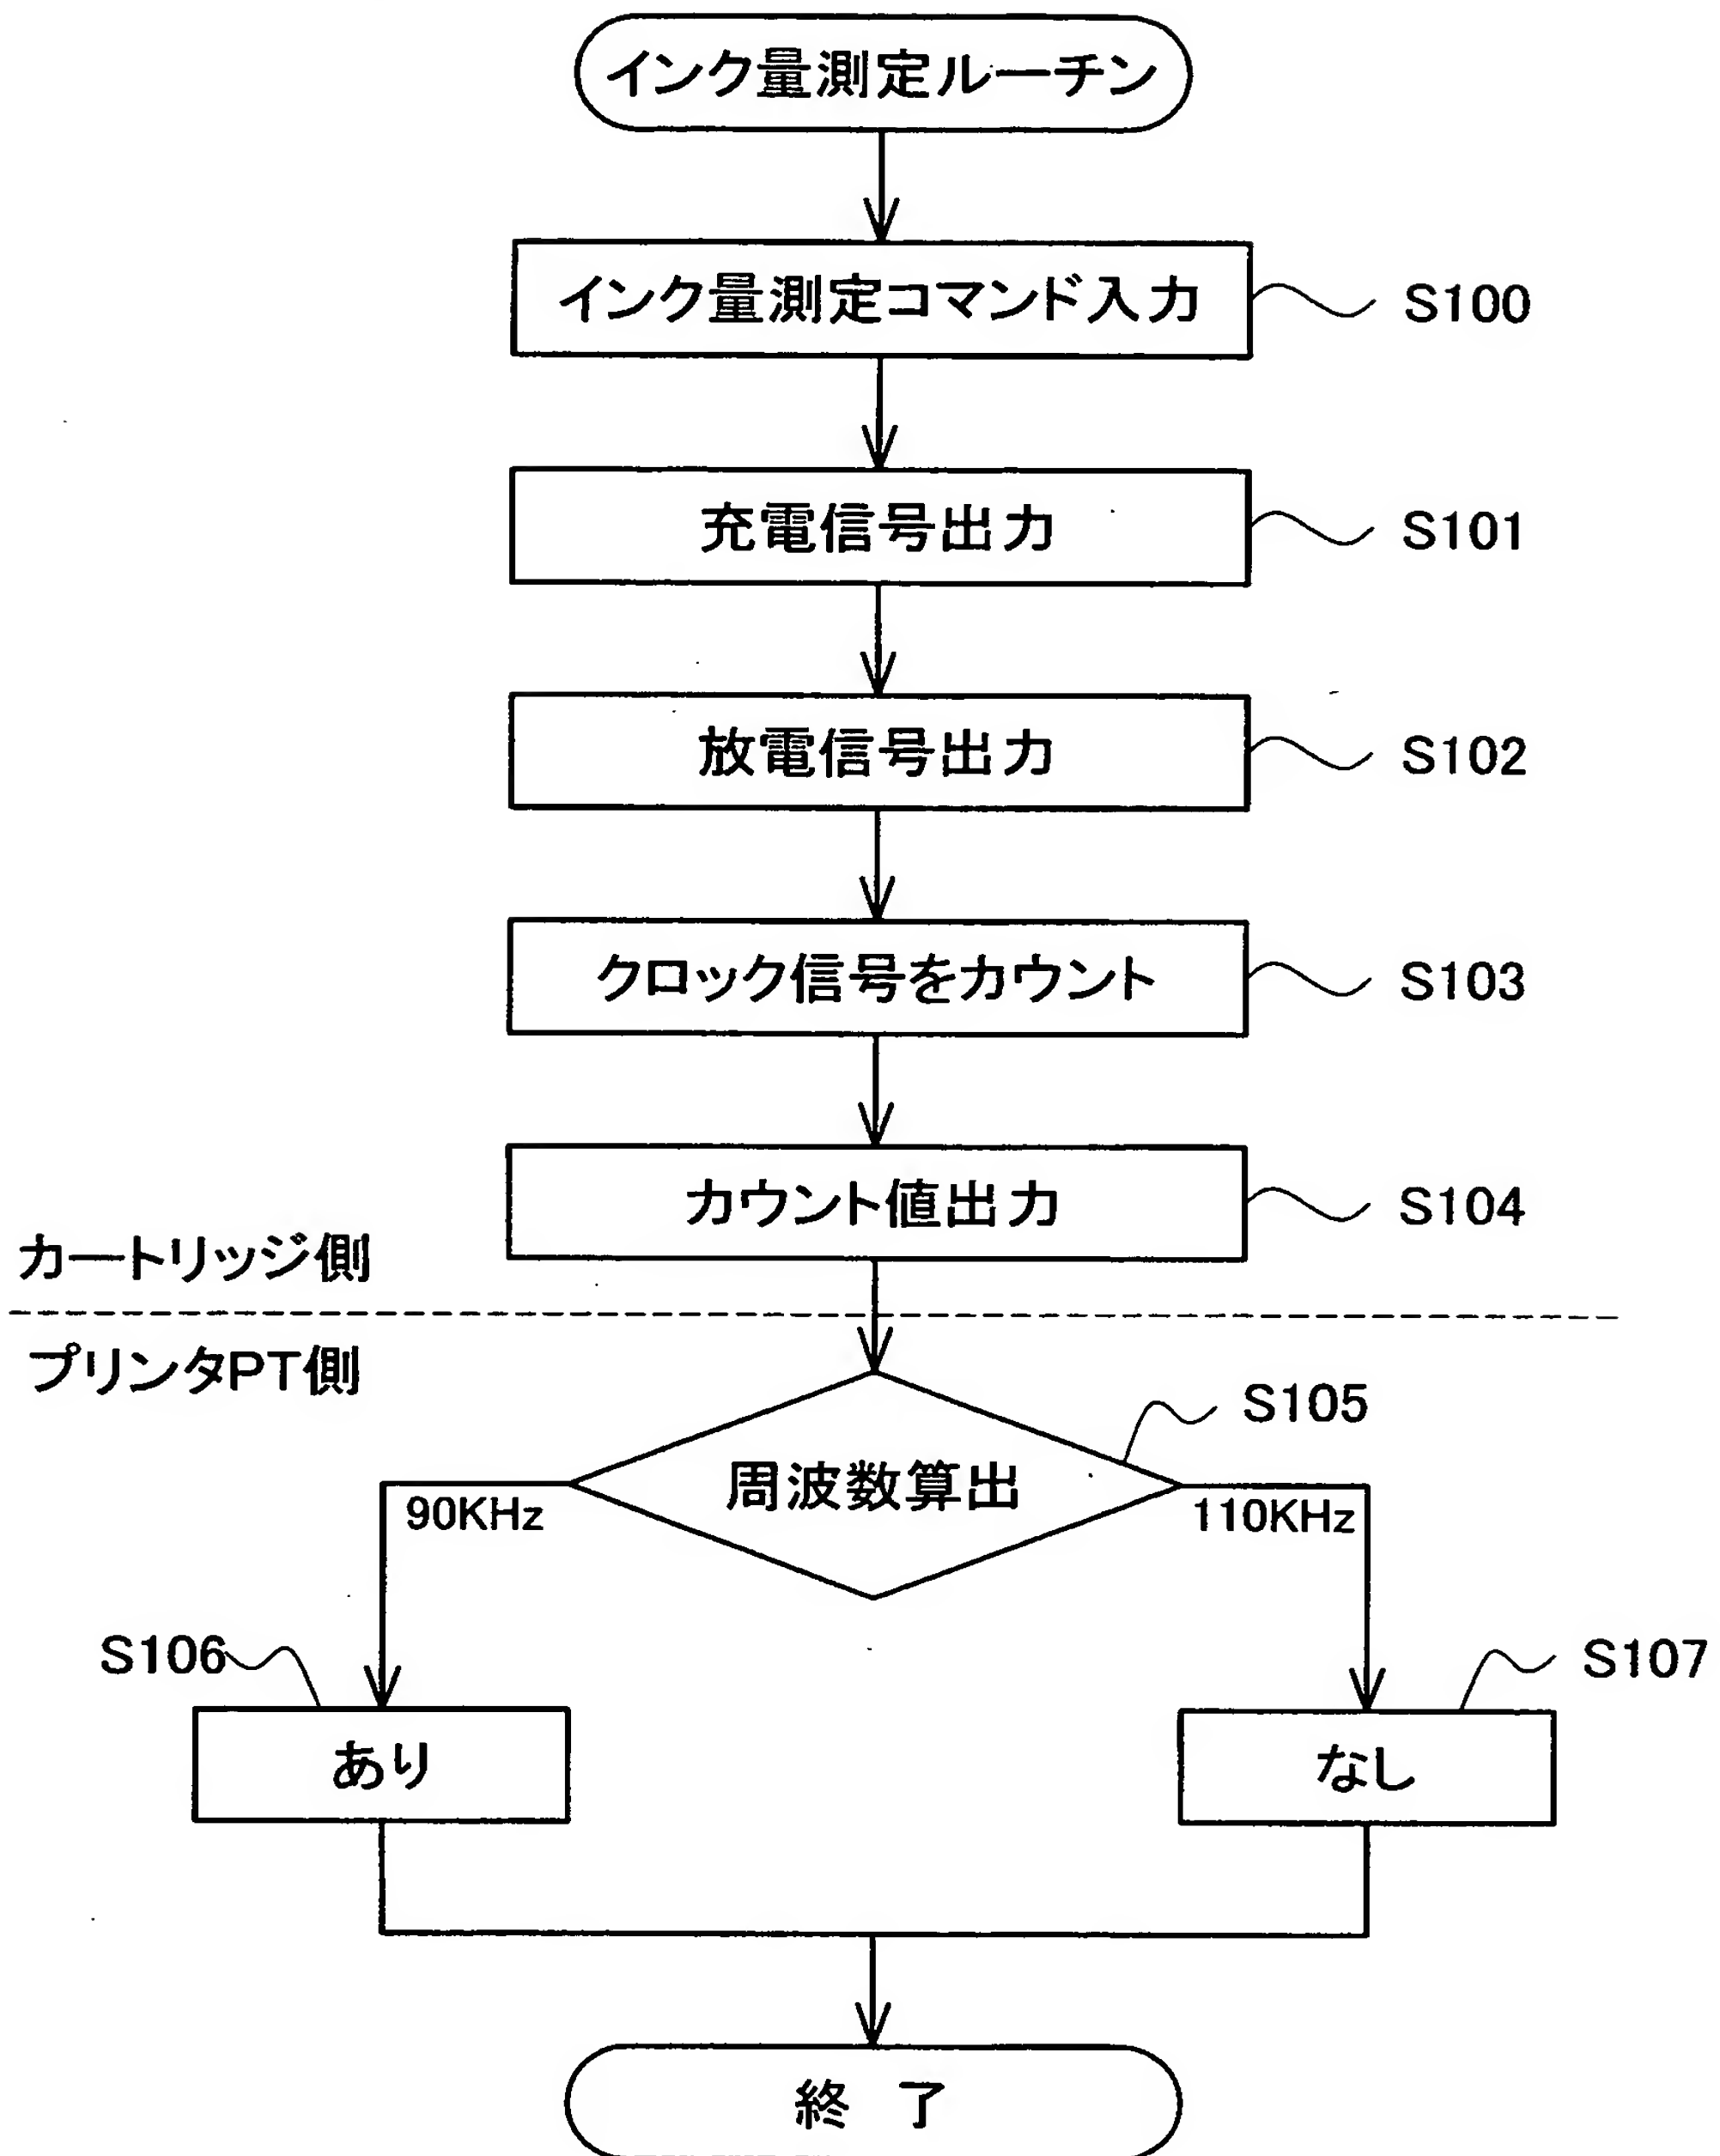 インク量測定ルーチン
インク量測定コマンド入力
S100
充電信号出力
S101
放電信号出力
S102
クロック信号をカウント
S103
カウント値出力
S104
カートリッジ側
プリンタPT側
S105
周波数算出
90KHz
110KHz
S106
S107
あり
なし
終 了